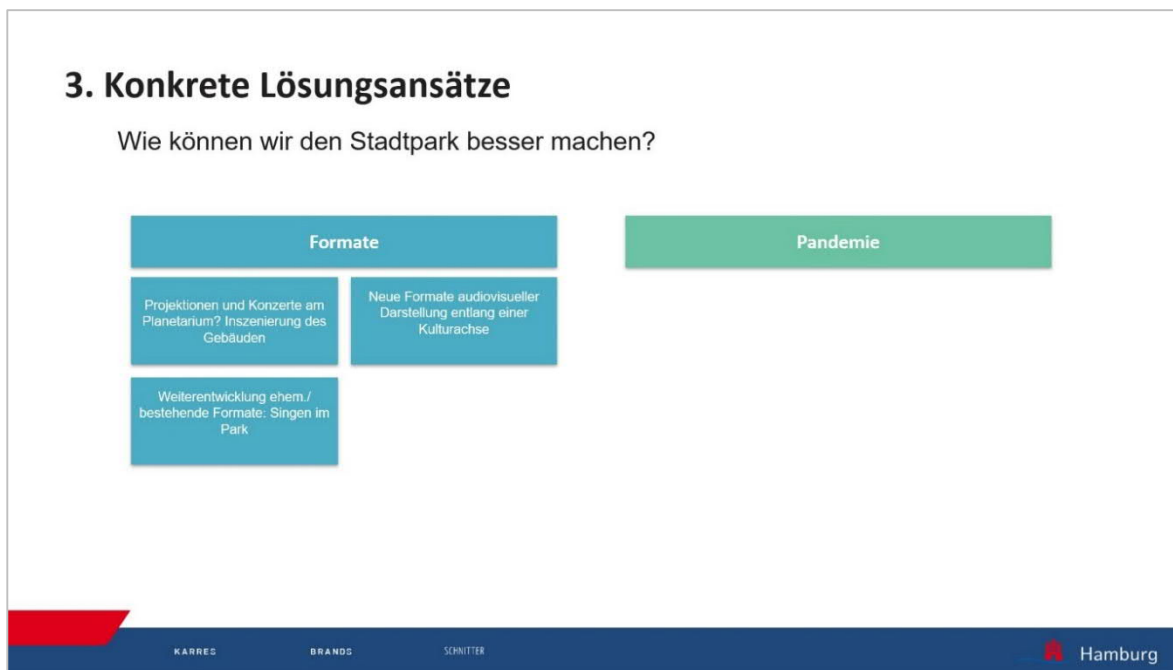 3. Konkrete Lösungsansätze
Wie können wir den Stadtpark besser machen?
Formate
Projektionen und Konzerte am
Planetarium? Inszenierung des
Gebäuden
Neue Formate audiovisueller
Darstellung entlang einer
Kulturachse
Weiterentwicklung ehem./
bestehende Formate: Singen im
Park
Pandemie
KARRES
BRANDS
SCHNITTER
Hamburg